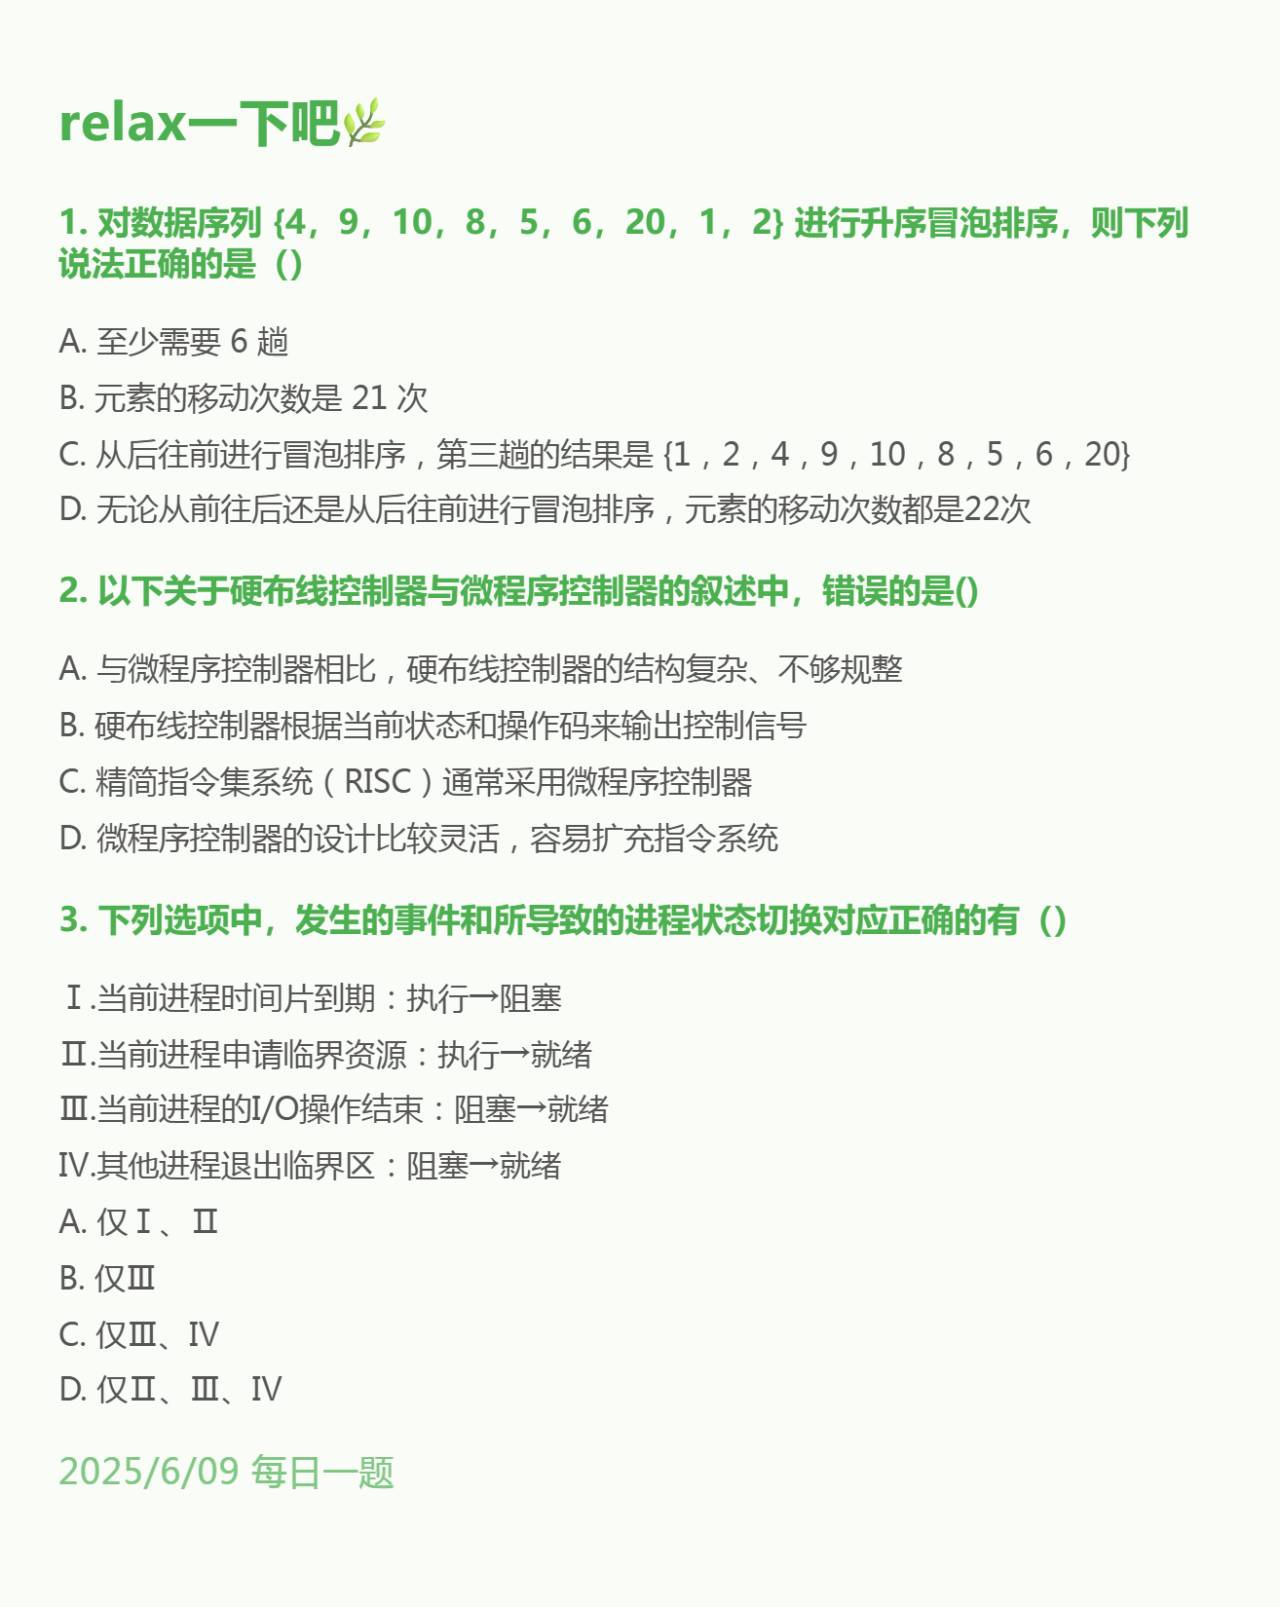 relax一下吧🌿
1. 对数据序列 {4，9，10，8，5，6，20，1，2} 进行升序冒泡排序，则下列
说法正确的是（）
A. 至少需要 6 趟
B. 元素的移动次数是 21 次
C. 从后往前进行冒泡排序，第三趟的结果是 {1，2，4，9，10，8，5，6，20}
D. 无论从前往后还是从后往前进行冒泡排序，元素的移动次数都是22次
2. 以下关于硬布线控制器与微程序控制器的叙述中，错误的是()
A. 与微程序控制器相比，硬布线控制器的结构复杂、不够规整
B. 硬布线控制器根据当前状态和操作码来输出控制信号
C. 精简指令集系统（RISC）通常采用微程序控制器
D. 微程序控制器的设计比较灵活，容易扩充指令系统
3. 下列选项中，发生的事件和所导致的进程状态切换对应正确的有（）
Ⅰ.当前进程时间片到期：执行→阻塞
Ⅱ.当前进程申请临界资源：执行→就绪
Ⅲ.当前进程的I/O操作结束：阻塞→就绪
IV.其他进程退出临界区：阻塞→就绪
A. 仅Ⅰ、Ⅱ
B. 仅Ⅲ
C. 仅Ⅲ、IV
D. 仅Ⅱ、Ⅲ、IV
2025/6/09 每日一题